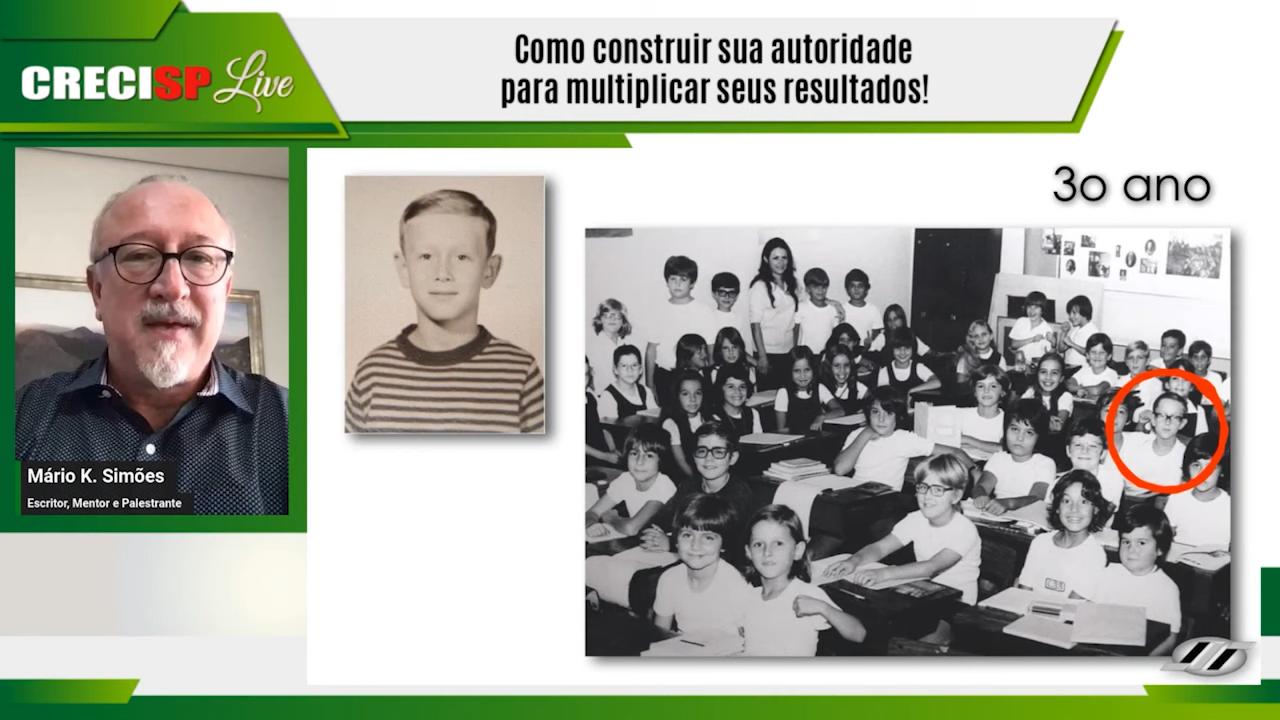 CRECISP Live
Como construir sua autoridade
para multiplicar seus resultados!
3o ano
Mário K. Simões
Escritor, Mentor e Palestrante